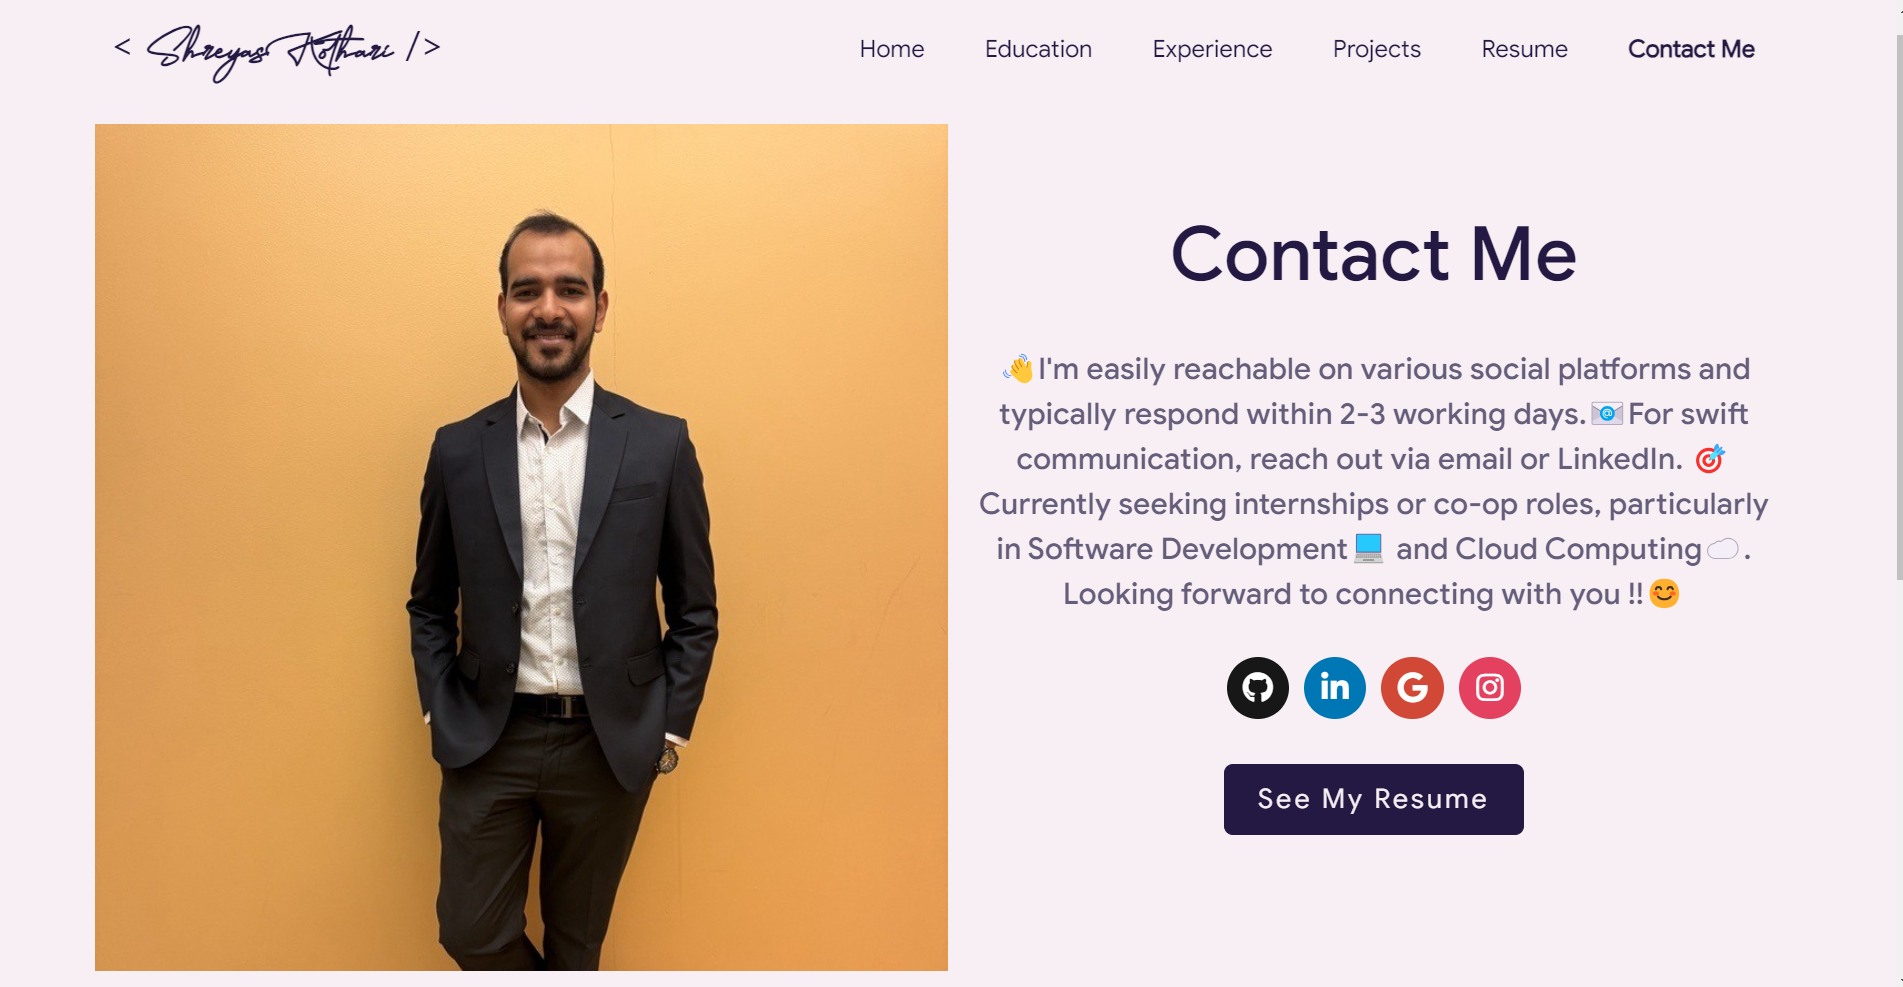 < Shreyas Kothari />
Home Education Experience Projects Resume Contact Me
Contact Me
👋I'm easily reachable on various social platforms and
typically respond within 2-3 working days.📧For swift
communication, reach out via email or LinkedIn. 🎯
Currently seeking internships or co-op roles, particularly
in Software Development💻 and Cloud Computing☁️.
Looking forward to connecting with you !!😊
in G
See My Resume